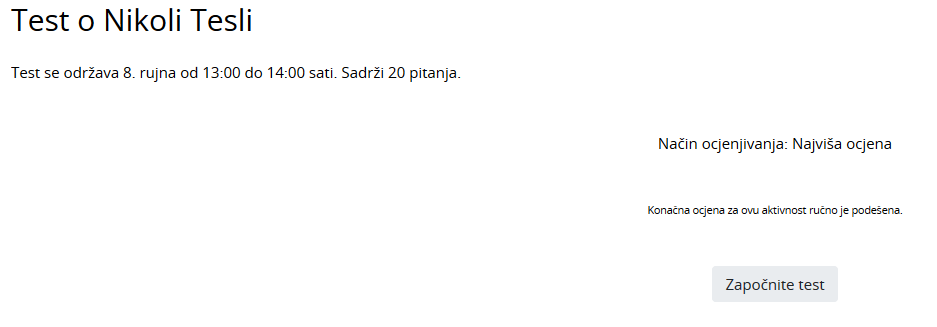 Test o Nikoli Tesli
Test se održava 8. rujna od 13:00 do 14:00 sati. Sadrži 20 pitanja.
Način ocjenjivanja: Najviša ocjena
Konačna ocjena za ovu aktivnost ručno je podešena.
Započnite test